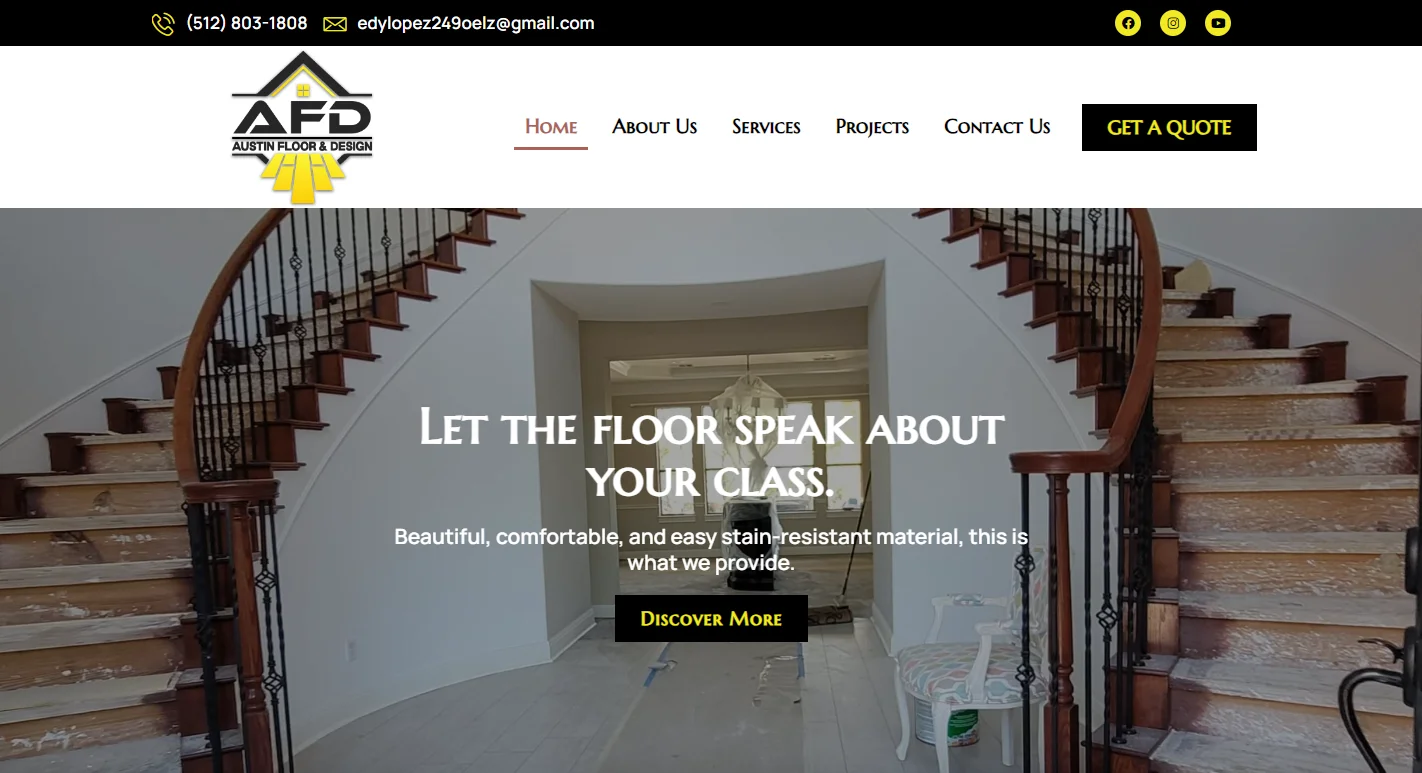 (512) 803-1808 edylopez249oelz@gmail.com
AFD
AUSTIN FLOOR & DESIGN
Home About Us Services Projects Contact Us GET A QUOTE
Let the floor speak about
your class.
Beautiful, comfortable, and easy stain-resistant material, this is
what we provide.
Discover More